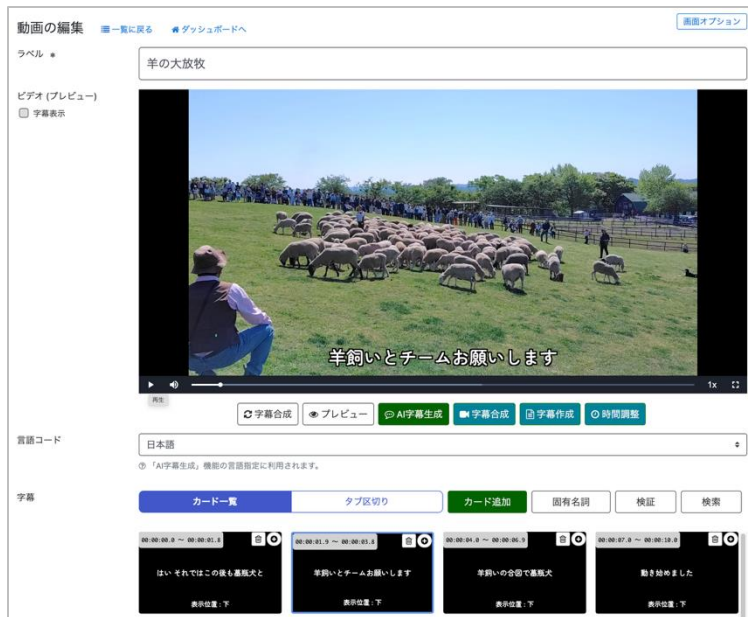 動画の編集 一覧に戻る ダッシュボードへ 画面オプション
ラベル *
羊の大放牧
ビデオ (プレビュー)
字幕表示
羊飼いとチームお願いします
1x
再生
字幕合成 プレビュー AI字幕生成 字幕合成 字幕作成 時間調整
言語コード
日本語
「AI字幕生成」機能の言語指定に利用されます。
字幕
カード一覧 タブ区切り カード追加 固有名詞 検証 検索
00:00:00.0 ～ 00:00:01.8 00:00:01.9 ～ 00:00:03.8 00:00:04.0 ～ 00:00:06.9 00:00:07.0 ～ 00:00:10.0
はい それではこの後も墓瓶犬と 羊飼いとチームお願いします 羊飼いの合図で墓瓶犬 動き始めました
表示位置 : 下 表示位置 : 下 表示位置 : 下 表示位置 : 下